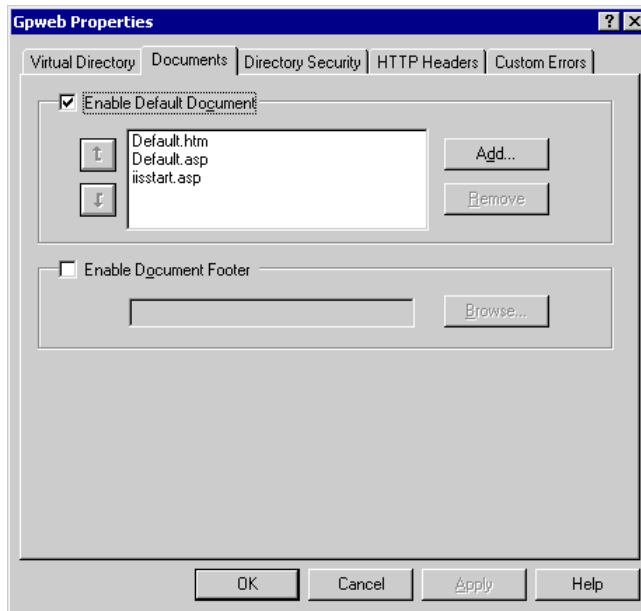 Gpweb Properties
Virtual Directory Documents Directory Security HTTP Headers Custom Errors
Enable Default Document
Default.htm
Default.asp
iisstart.asp
Add...
Remove
Enable Document Footer
Browse...
OK Cancel Apply Help